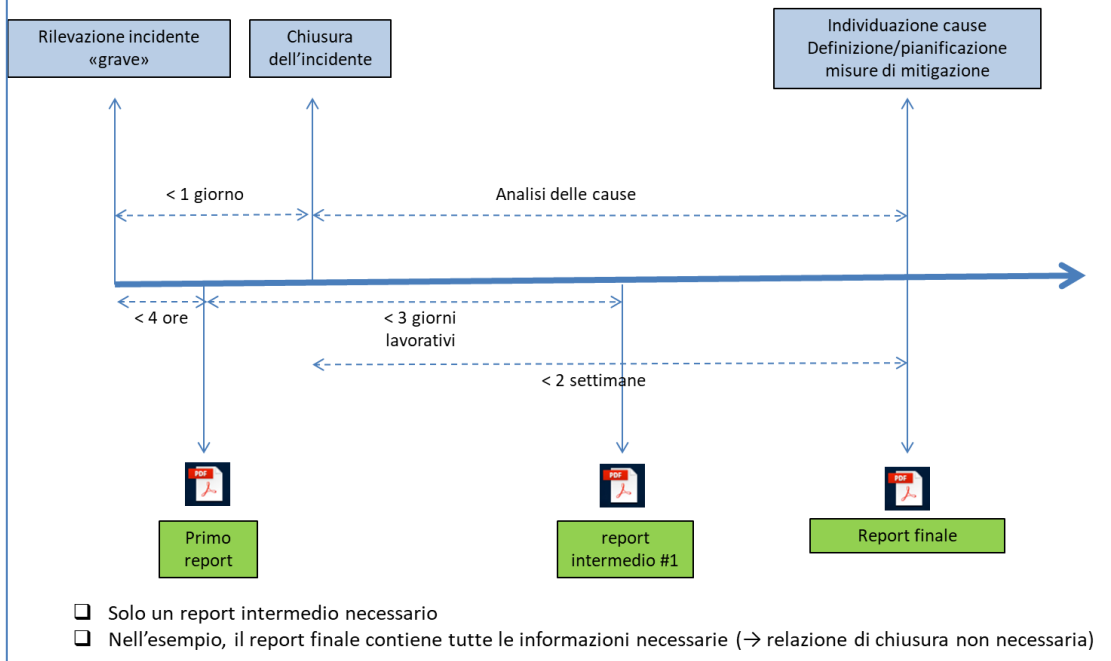 Rilevazione incidente
«grave»
Chiusura
dell’incidente
Individuazione cause
Definizione/pianificazione
misure di mitigazione
< 1 giorno
Analisi delle cause
< 4 ore
< 3 giorni
lavorativi
< 2 settimane
PDF
PDF
PDF
Primo
report
report
intermedio #1
Report finale
❑ Solo un report intermedio necessario
❑ Nell’esempio, il report finale contiene tutte le informazioni necessarie (→ relazione di chiusura non necessaria)